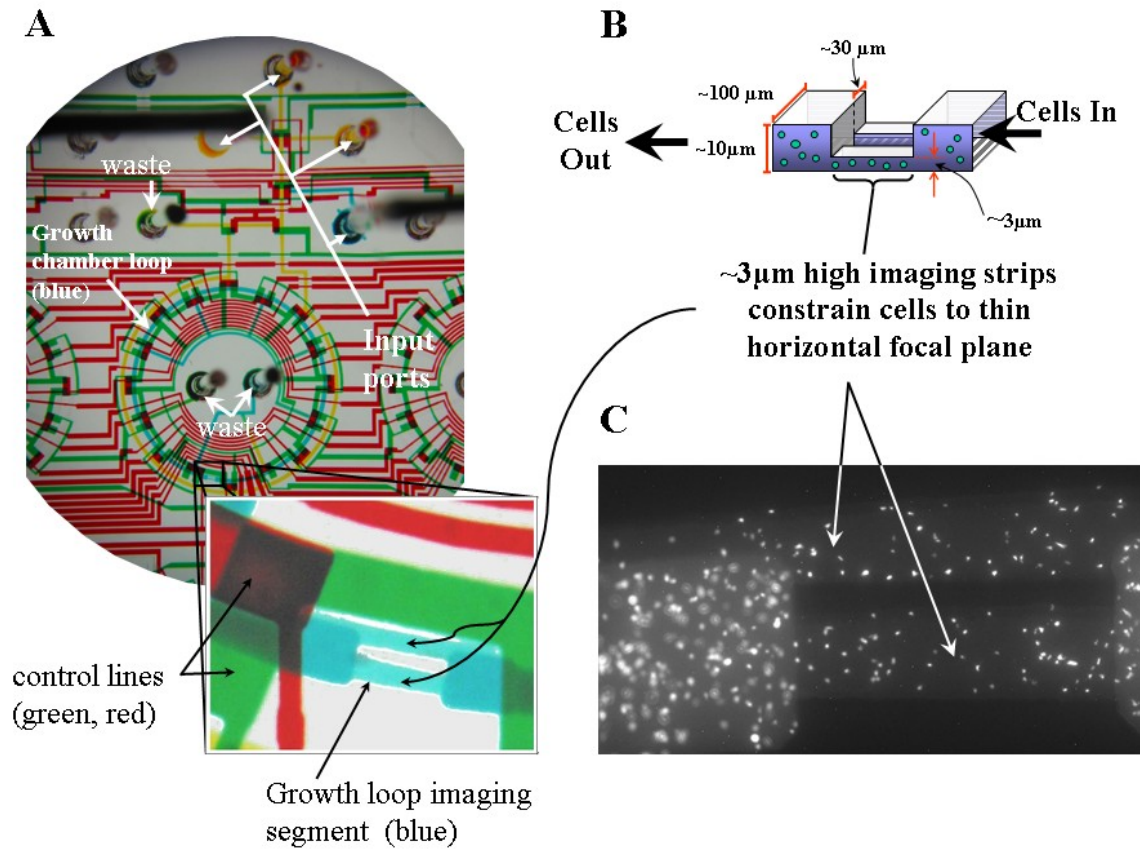 A
waste
Growth
chamber loop
(blue)
Input
ports
waste
control lines
(green, red)
Growth loop imaging
segment (blue)
B
~30 µm
~100 µm
~10µm
Cells
Out
Cells In
~3µm
~3µm high imaging strips
constrain cells to thin
horizontal focal plane
C